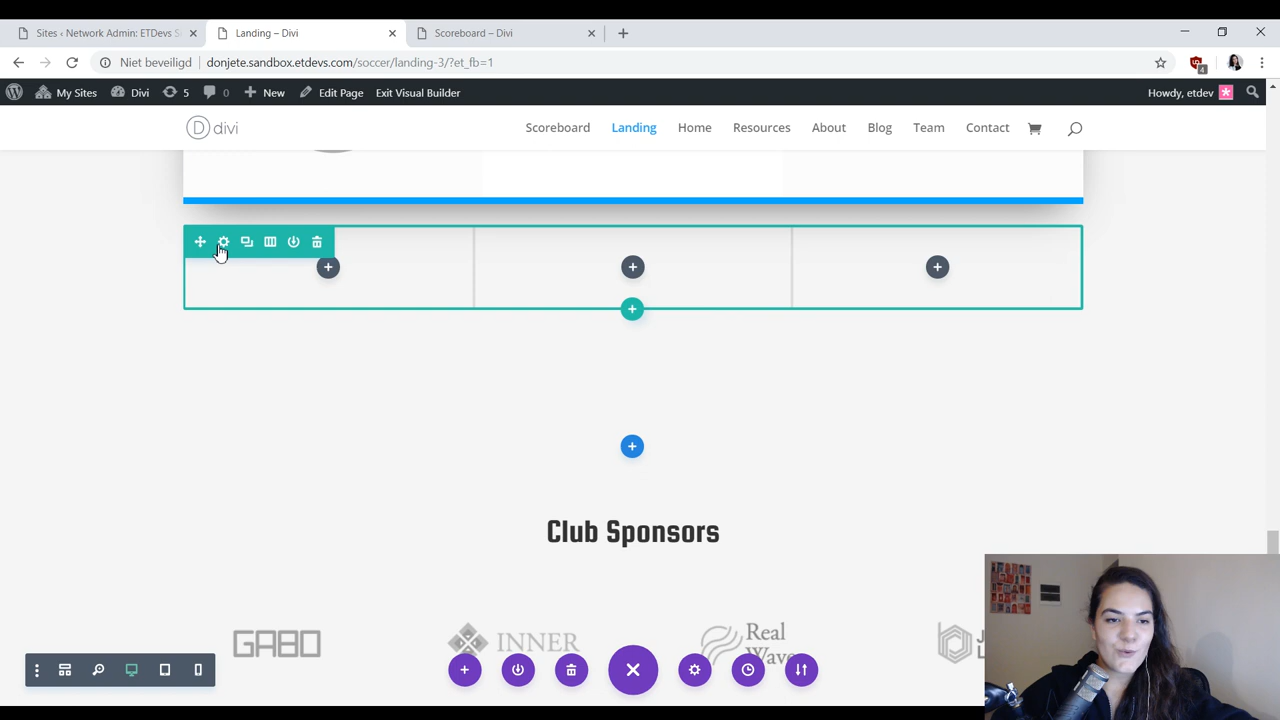 Sites ‹ Network Admin: ETDevs S
Landing – Divi
Scoreboard – Divi
Niet beveiligd
donjete.sandbox.etdevs.com/soccer/landing-3/?et_fb=1
4
My Sites
Divi
5
0
New
Edit Page
Exit Visual Builder
Howdy, etdev
D divi
Scoreboard
Landing
Home
Resources
About
Blog
Team
Contact
Club Sponsors
GABO
INNER
Real
Wave
J